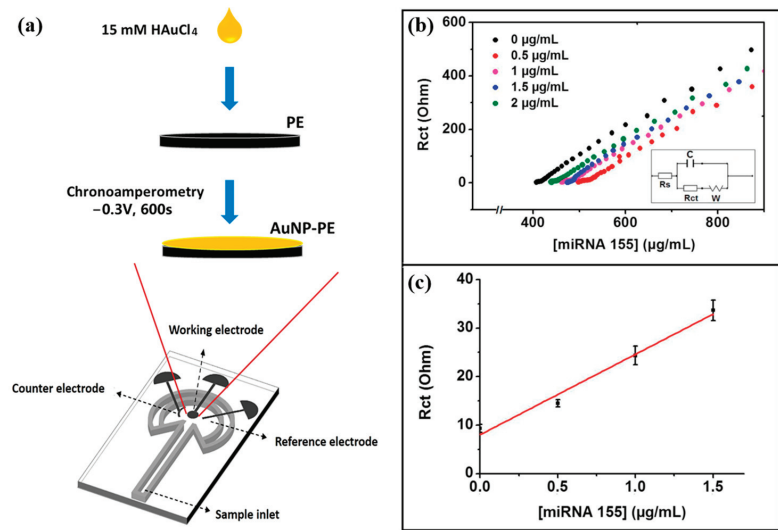 (a)
15 mM HAuCl₄
PE
Chronoamperometry
−0.3V, 600s
AuNP-PE
Working electrode
Counter electrode
Reference electrode
Sample inlet
(b)
Rct (Ohm)
600
400
200
0
0 µg/mL
0.5 µg/mL
1 µg/mL
1.5 µg/mL
2 µg/mL
C
Rs
Rct
W
400
600
800
[miRNA 155] (µg/mL)
(c)
Rct (Ohm)
40
30
20
10
0
0.0
0.5
1.0
1.5
[miRNA 155] (µg/mL)